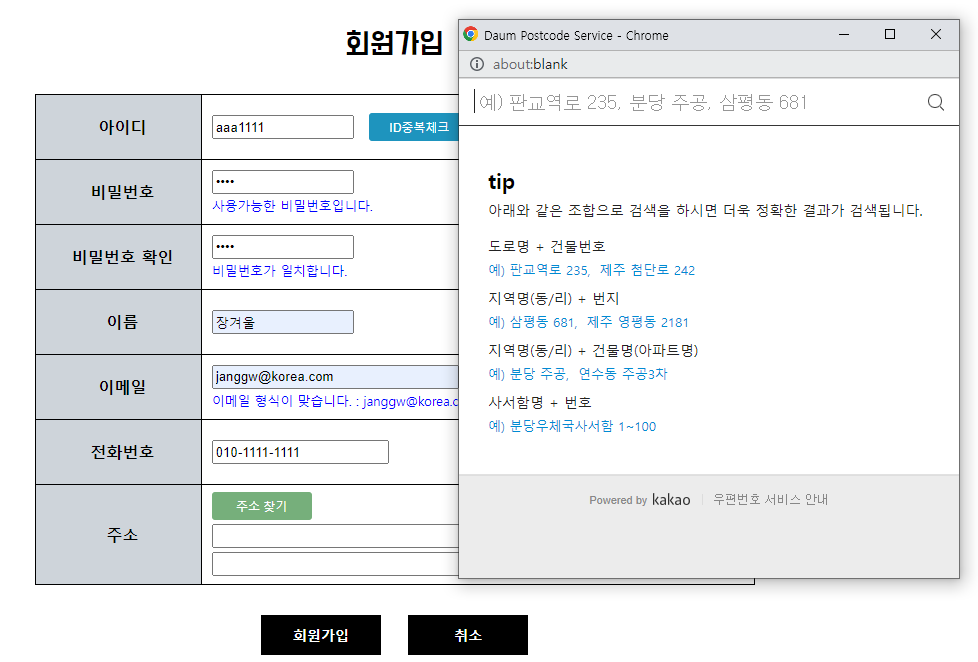 회원가입
아이디
aaa1111
ID중복체크
비밀번호
••••
사용가능한 비밀번호입니다.
비밀번호 확인
••••
비밀번호가 일치합니다.
이름
장겨울
이메일
janggw@korea.com
이메일 형식이 맞습니다. : janggw@korea.c
전화번호
010-1111-1111
주소
주소 찾기
회원가입
취소
Daum Postcode Service - Chrome
about:blank
예) 판교역로 235, 분당 주공, 삼평동 681
tip
아래와 같은 조합으로 검색을 하시면 더욱 정확한 결과가 검색됩니다.
도로명 + 건물번호
예) 판교역로 235, 제주 첨단로 242
지역명(동/리) + 번지
예) 삼평동 681, 제주 영평동 2181
지역명(동/리) + 건물명(아파트명)
예) 분당 주공, 연수동 주공3차
사서함명 + 번호
예) 분당우체국사서함 1~100
Powered by kakao | 우편번호 서비스 안내